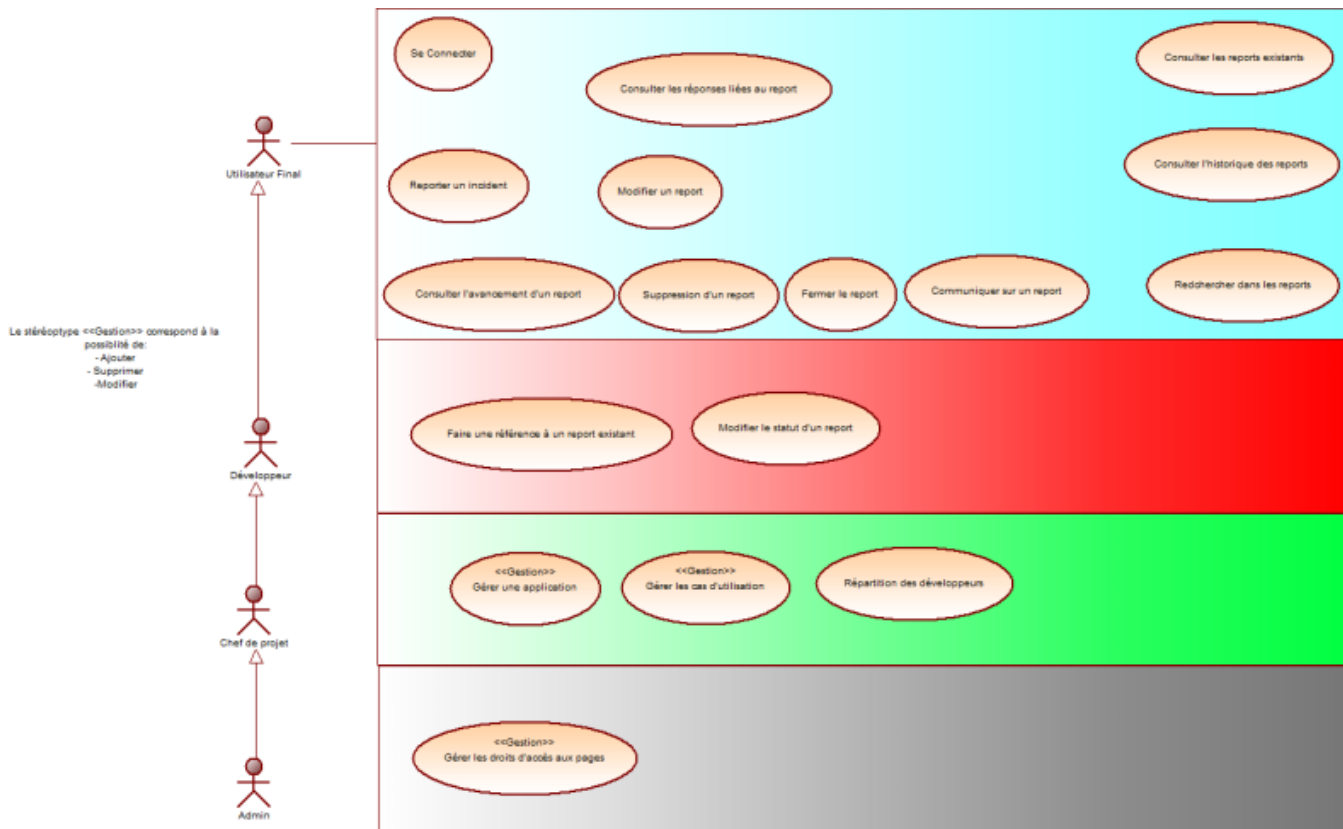 Se Connecter
Consulter les réponses liées au report
Consulter les reports existants
Utilisateur Final
Reporter un incident
Modifier un report
Consulter l'historique des reports
Consulter l'avancement d'un report
Suppression d'un report
Fermer le report
Communiquer sur un report
Redchercher dans les reports
Le stéréoptype <<Gestion>> correspond à la
possiblité de:
- Ajouter
- Supprimer
-Modifier
Développeur
Faire une référence à un report existant
Modifier le statut d'un report
Chef de projet
<<Gestion>>
Gérer une application
<<Gestion>>
Gérer les cas d'utilisation
Répartition des développeurs
Admin
<<Gestion>>
Gérer les droits d'accès aux pages